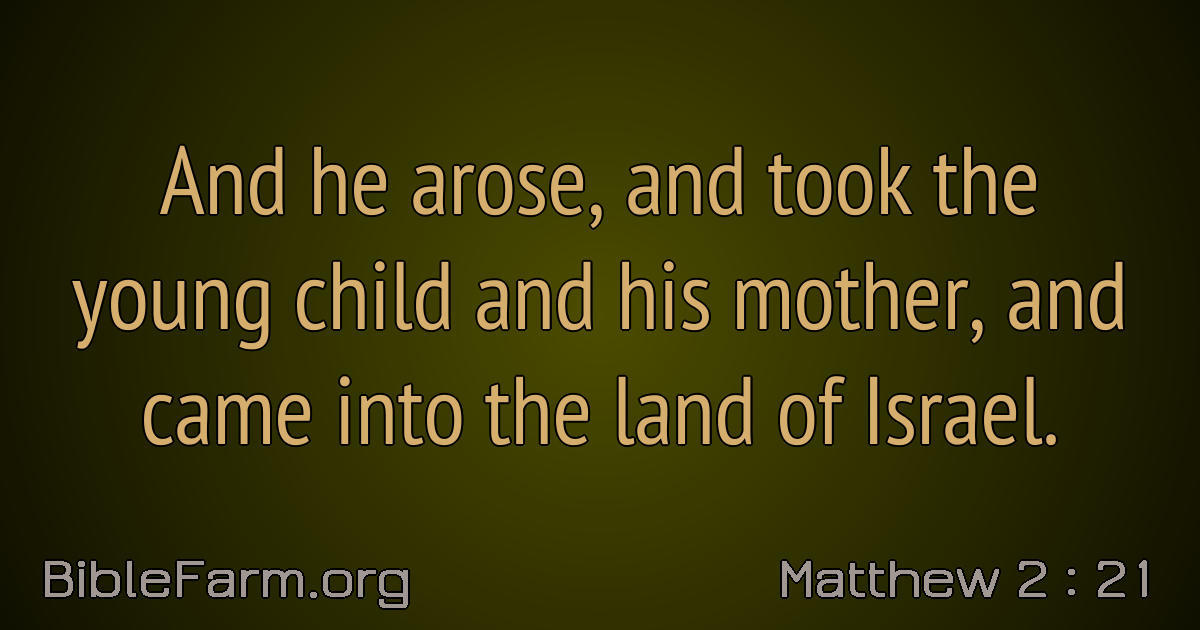 And he arose, and took the
young child and his mother, and
came into the land of Israel.
BibleFarm.org
Matthew 2 : 21